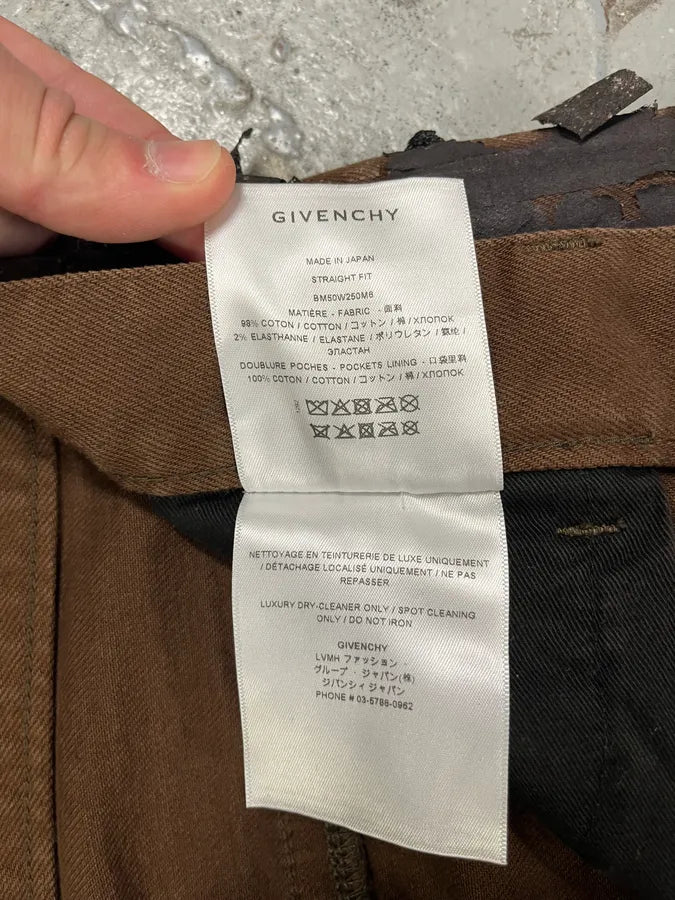 GIVENCHY
MADE IN JAPAN
STRAIGHT FIT
BM50W250M8
MATIÈRE - FABRIC - 面料
98% COTON / COTTON / コットン / 棉 / ХЛОПОК
2% ELASTHANNE / ELASTANE / ポリウレタン / 氨纶 /
ЭЛАСТАН
DOUBLURE POCHES - POCKETS LINING - 口袋里料
100% COTON / COTTON / コットン / 棉 / ХЛОПОК
NETTOYAGE EN TEINTURERIE DE LUXE UNIQUEMENT
/ DÉTACHAGE LOCALISÉ UNIQUEMENT / NE PAS
REPASSER
LUXURY DRY-CLEANER ONLY / SPOT CLEANING
ONLY / DO NOT IRON
GIVENCHY
LVMH ファッション・
グループ・ジャパン(株)
ジバンシィ ジャパン
PHONE # 03-5788-0962